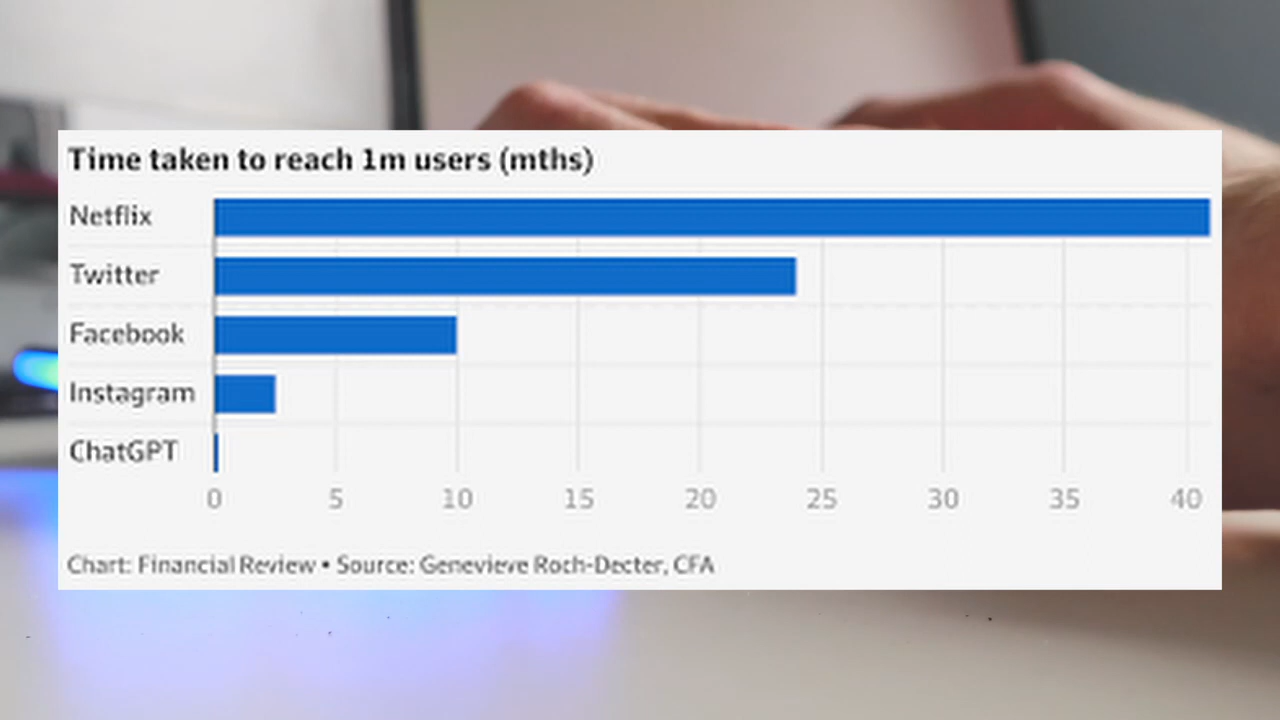 Time taken to reach 1m users (mths)
Netflix
Twitter
Facebook
Instagram
ChatGPT
0 5 10 15 20 25 30 35 40
Chart: Financial Review • Source: Genevieve Roch-Decter, CFA